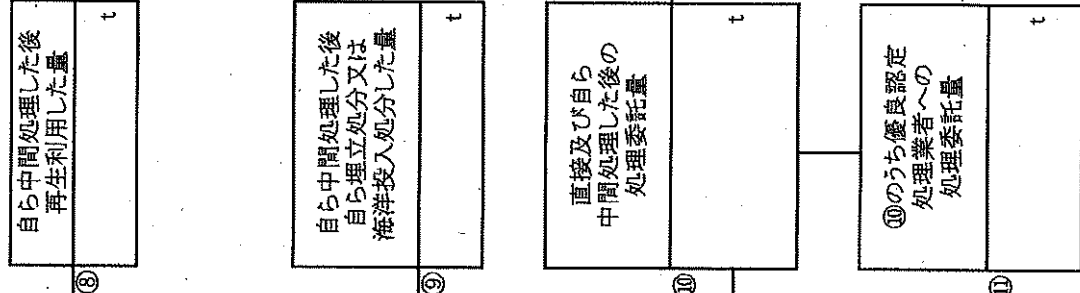 自ら中間処理した後
再生利用した量
⑧
t
自ら中間処理した後
自ら埋立処分又は
海洋投入処分した量
⑨
t
直接及び自ら
中間処理した後の
処理委託量
⑩
t
⑩のうち優良認定
処理業者への
処理委託量
⑪
t